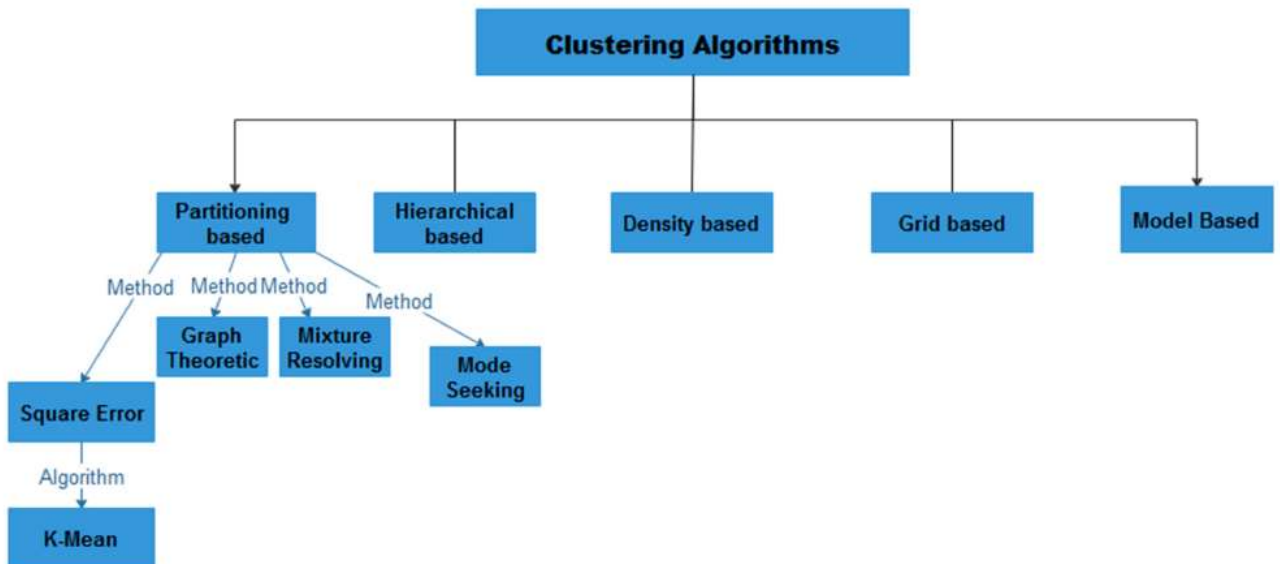 Clustering Algorithms
Partitioning
based
Hierarchical
based
Density based
Grid based
Model Based
Method
Method
Method
Method
Graph
Theoretic
Mixture
Resolving
Mode
Seeking
Square Error
Algorithm
K-Mean